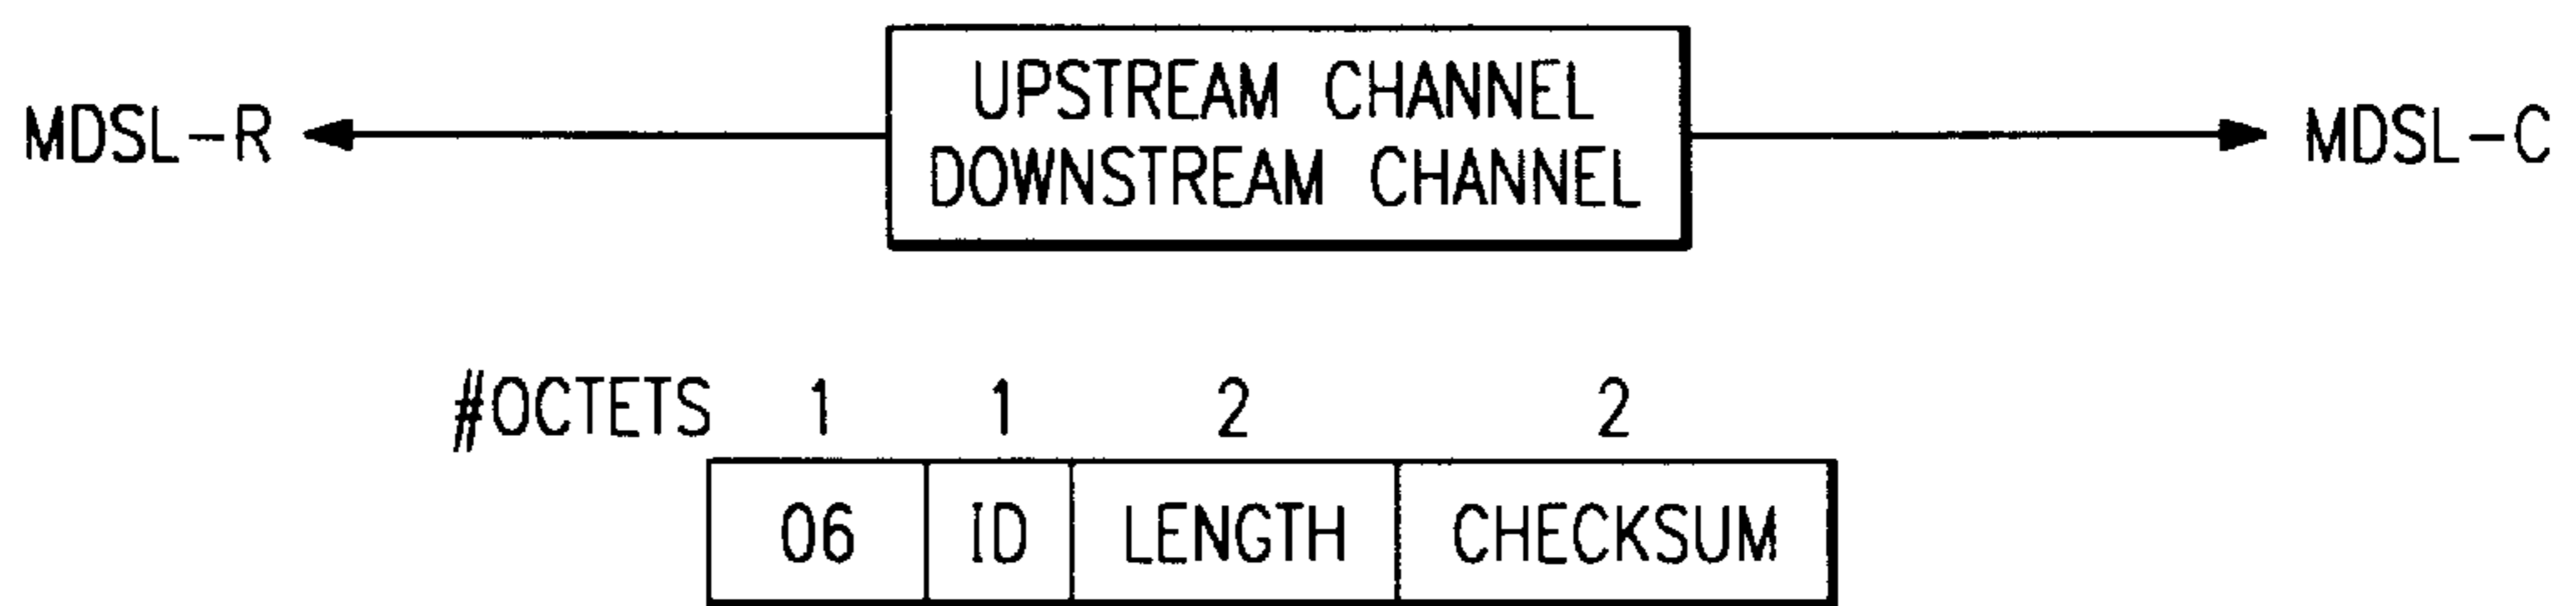 UPSTREAM CHANNEL
MDSL-R MDSL-C
DOWNSTREAM CHANNEL
#OCTETS 1 1 2 2
06 ID LENGTH CHECKSUM